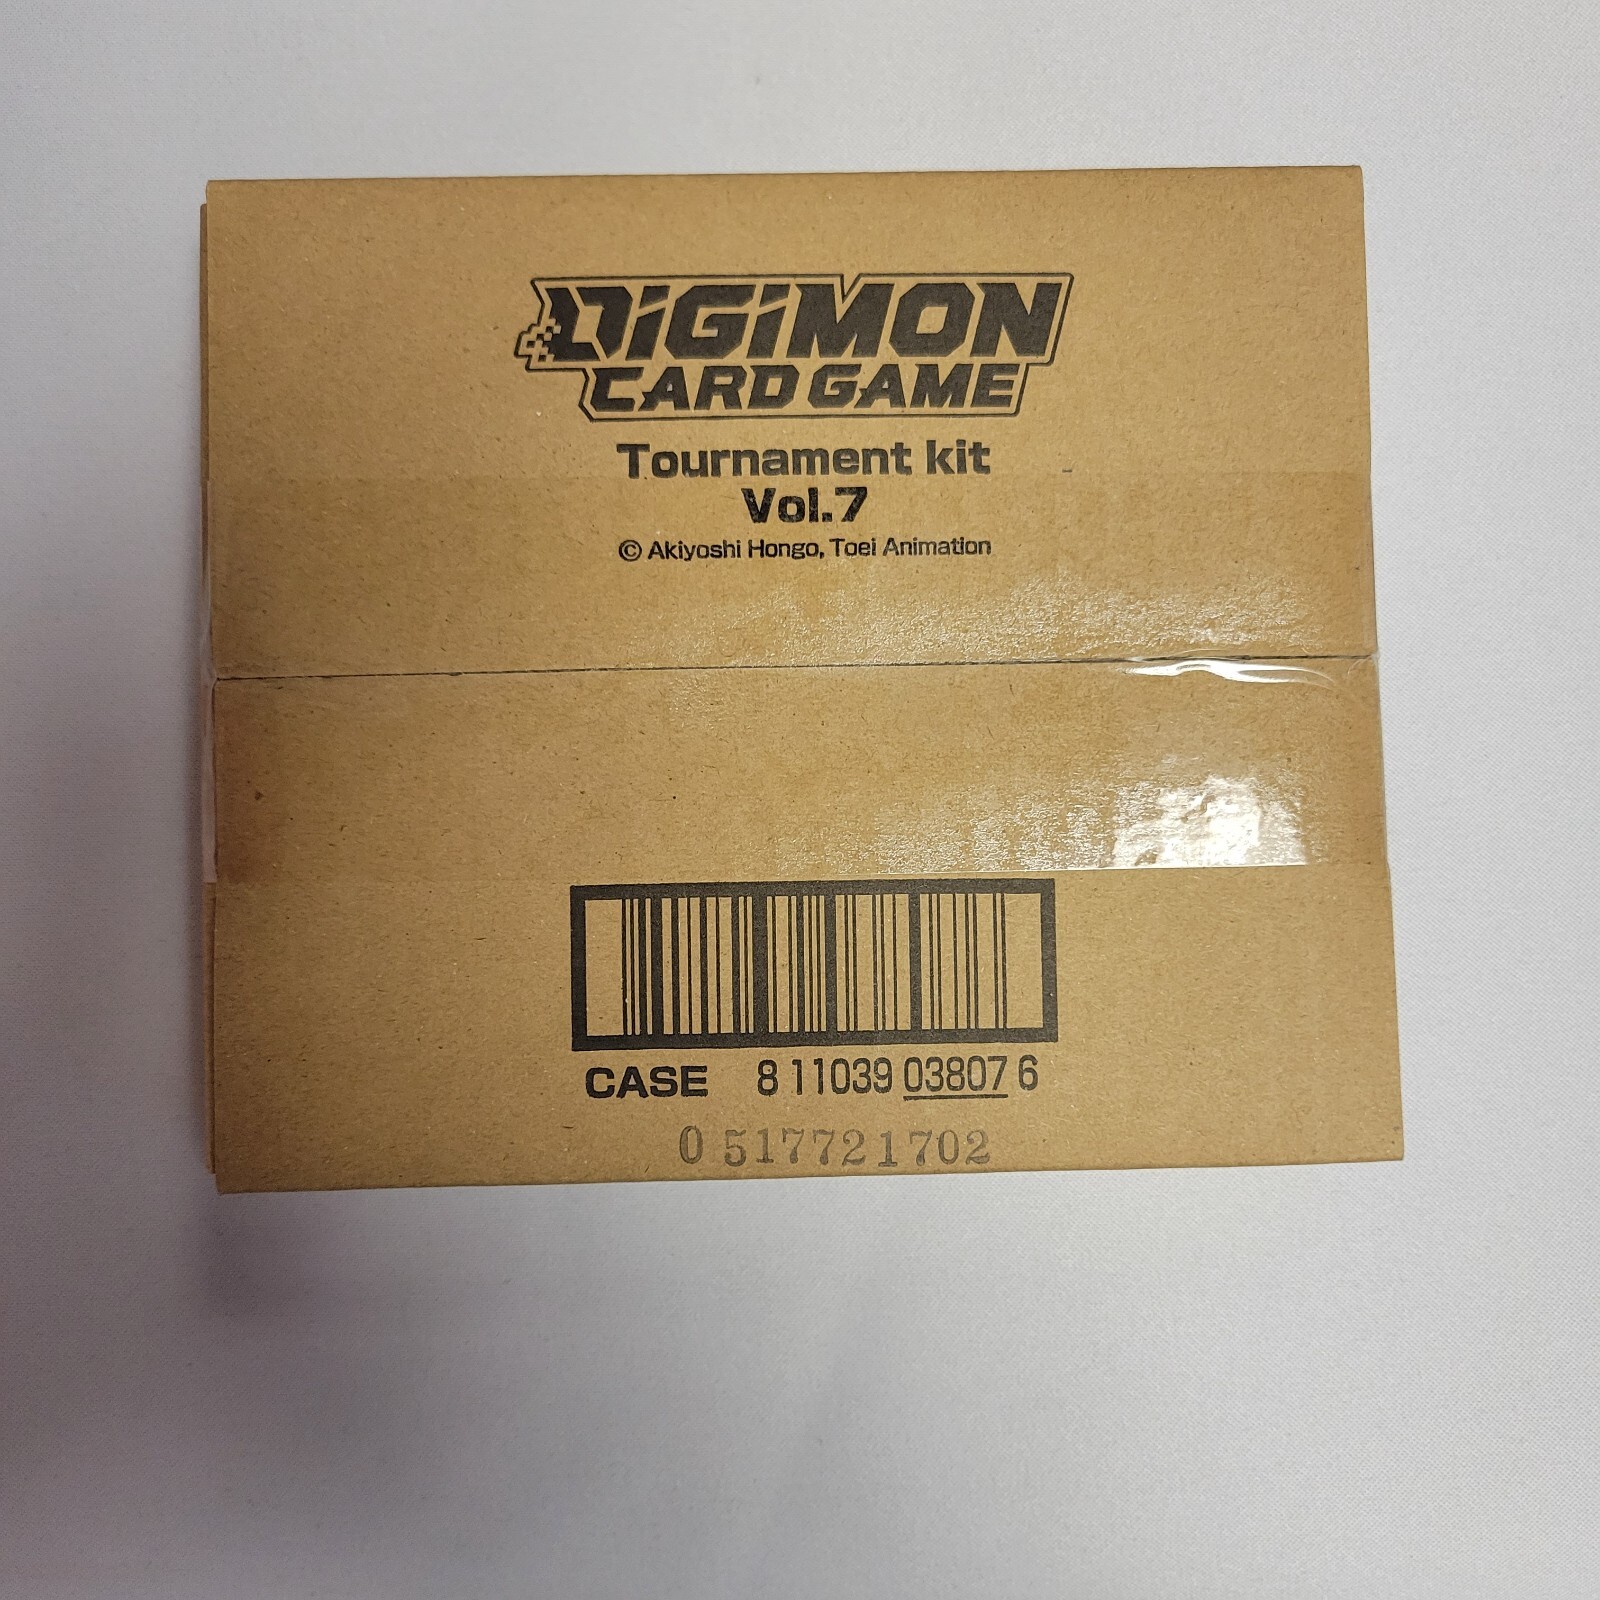 DIGIMON
CARD GAME
Tournament kit
Vol.7
© Akiyoshi Hongo, Toei Animation
CASE 8 11039 03807 6
0 517721702